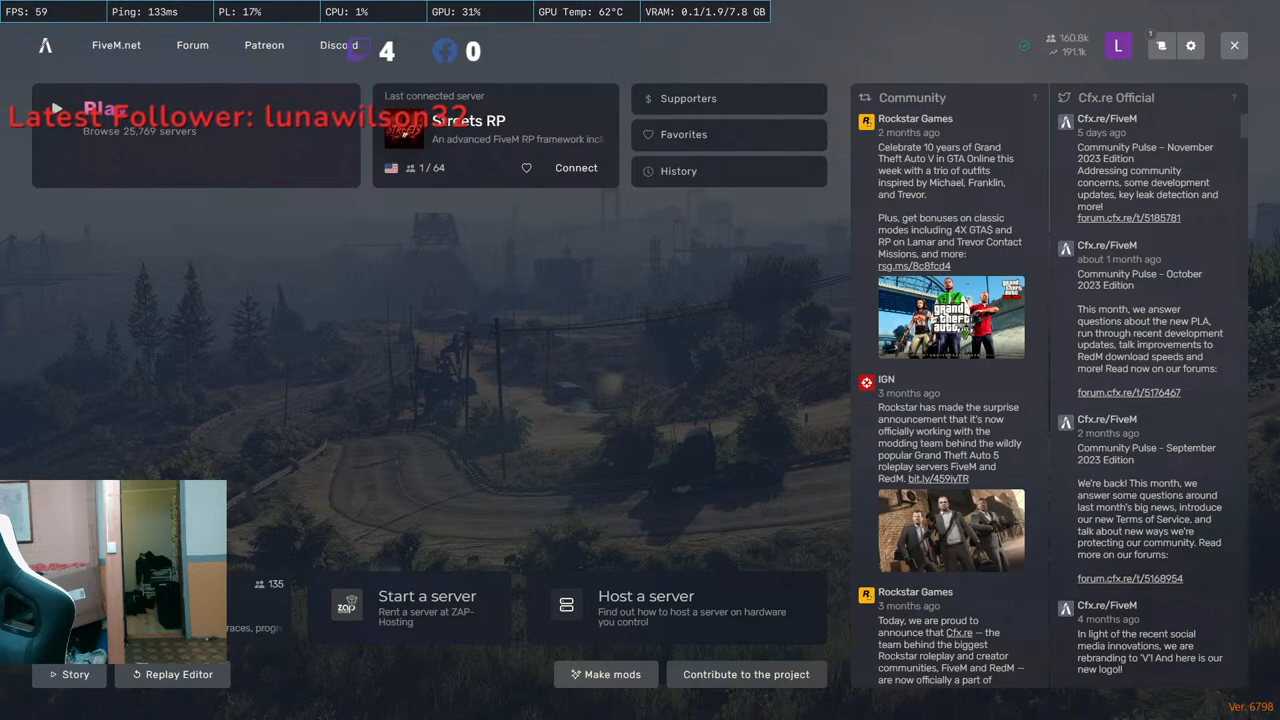 FPS: 59
Ping: 133ms
PL: 17%
CPU: 1%
GPU: 31%
GPU Temp: 62°C
VRAM: 0.1/1.9/7.8 GB
FiveM.net
Forum
Patreon
Discord
4
0
160.8k
191.1k
L
1
Play
Latest Follower: lunawilson32
Browse 25,769 servers
Last connected server
Streets RP
An advanced FiveM RP framework incl
1 / 64
Connect
Supporters
Favorites
History
Community
?
Rockstar Games
2 months ago
Celebrate 10 years of Grand
Theft Auto V in GTA Online this
week with a trio of outfits
inspired by Michael, Franklin,
and Trevor.
Plus, get bonuses on classic
modes including 4X GTA$ and
RP on Lamar and Trevor Contact
Missions, and more:
rsg.ms/8c8fcd4
grand
theft
auto
IGN
3 months ago
Rockstar has made the surprise
announcement that it's now
officially working with the
modding team behind the wildly
popular Grand Theft Auto 5
roleplay servers FiveM and
RedM. bit.ly/459iyTR
Rockstar Games
3 months ago
Today, we are proud to
announce that Cfx.re — the
team behind the biggest
Rockstar roleplay and creator
communities, FiveM and RedM —
are now officially a part of
Cfx.re Official
?
Cfx.re/FiveM
5 days ago
Community Pulse – November
2023 Edition
Addressing community
concerns, some development
updates, key leak detection and
more!
forum.cfx.re/t/5185781
Cfx.re/FiveM
about 1 month ago
Community Pulse – October
2023 Edition
This month, we answer
questions about the new PLA,
run through recent development
updates, talk improvements to
RedM download speeds and
more! Read now on our forums:
forum.cfx.re/t/5176467
Cfx.re/FiveM
2 months ago
Community Pulse – September
2023 Edition
We're back! This month, we
answer some questions around
last month's big news, introduce
our new Terms of Service, and
talk about new ways we're
protecting our community. Read
more on our forums:
forum.cfx.re/t/5168954
Cfx.re/FiveM
4 months ago
In light of the recent social
media innovations, we are
rebranding to 'V'! And here is our
new logo!
135
races, progr
zap
Start a server
Rent a server at ZAP-
Hosting
Host a server
Find out how to host a server on hardware
you control
Story
Replay Editor
Make mods
Contribute to the project
Ver. 6798